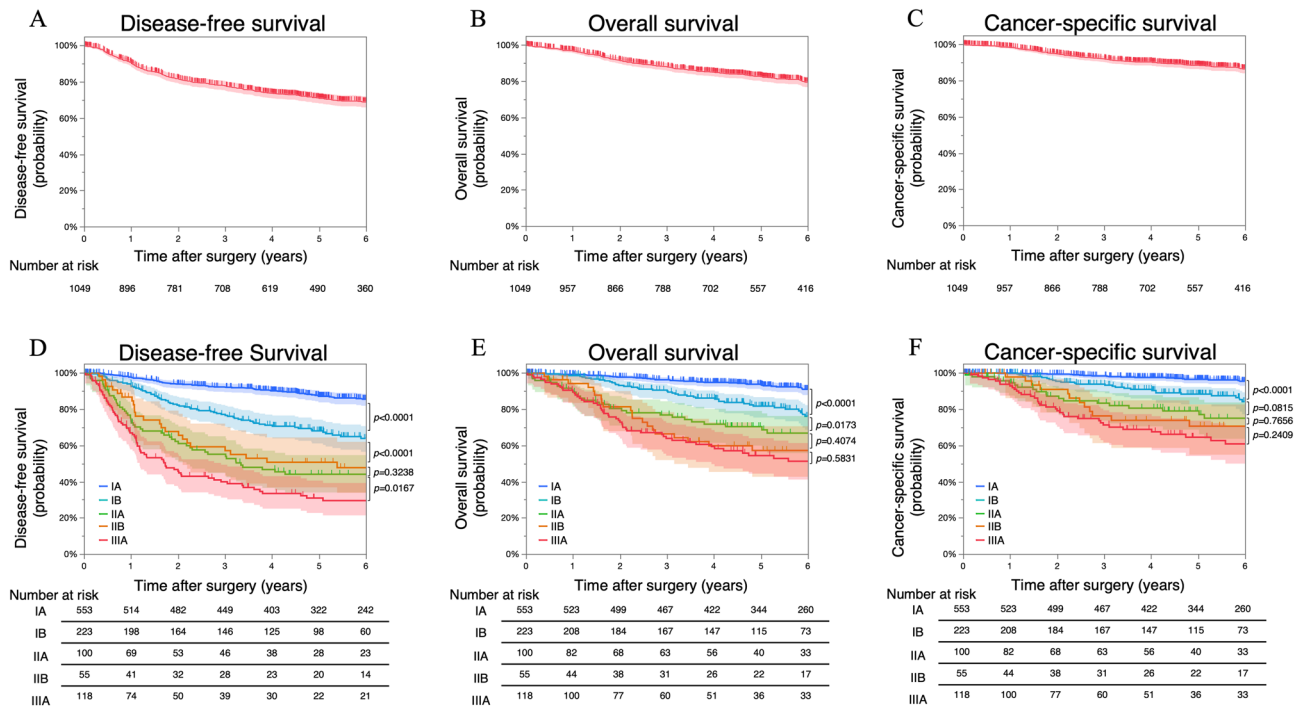 A
Disease-free survival
100%
80%
60%
40%
20%
0%
Disease-free survival
(probability)
0 1 2 3 4 5 6
Time after surgery (years)
Number at risk
1049 896 781 708 619 490 360
B
Overall survival
100%
80%
60%
40%
20%
0%
Overall survival
(probability)
0 1 2 3 4 5 6
Time after surgery (years)
Number at risk
1049 957 866 788 702 557 416
C
Cancer-specific survival
100%
80%
60%
40%
20%
0%
Cancer-specific survival
(probability)
0 1 2 3 4 5 6
Time after surgery (years)
Number at risk
1049 957 866 788 702 557 416
D
Disease-free Survival
100%
80%
60%
40%
20%
0%
Disease-free survival
(probability)
p<0.0001
p<0.0001
p=0.3238
p=0.0167
IA
IB
IIA
IIB
IIIA
0 1 2 3 4 5 6
Time after surgery (years)
Number at risk
IA 553 514 482 449 403 322 242
IB 223 198 164 146 125 98 60
IIA 100 69 53 46 38 28 23
IIB 55 41 32 28 23 20 14
IIIA 118 74 50 39 30 22 21
E
Overall survival
100%
80%
60%
40%
20%
0%
Overall survival
(probability)
p<0.0001
p=0.0173
p=0.4074
p=0.5831
IA
IB
IIA
IIB
IIIA
0 1 2 3 4 5 6
Time after surgery (years)
Number at risk
IA 553 523 499 467 422 344 260
IB 223 208 184 167 147 115 73
IIA 100 82 68 63 56 40 33
IIB 55 44 38 31 26 22 17
IIIA 118 100 77 60 51 36 33
F
Cancer-specific survival
100%
80%
60%
40%
20%
0%
Cancer-specific survival
(probability)
p<0.0001
p=0.0815
p=0.7656
p=0.2409
IA
IB
IIA
IIB
IIIA
0 1 2 3 4 5 6
Time after surgery (years)
Number at risk
IA 553 523 499 467 422 344 260
IB 223 208 184 167 147 115 73
IIA 100 82 68 63 56 40 33
IIB 55 44 38 31 26 22 17
IIIA 118 100 77 60 51 36 33